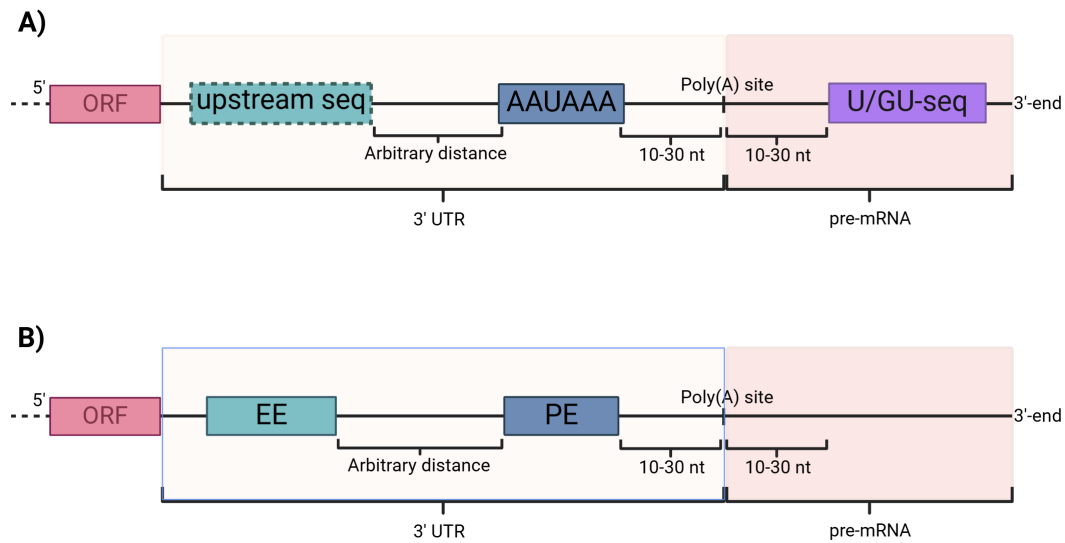 A)
5'
ORF
upstream seq
AAUAAA
Poly(A) site
U/GU-seq
3'-end
Arbitrary distance
10-30 nt
10-30 nt
3' UTR
pre-mRNA
B)
5'
ORF
EE
PE
Poly(A) site
3'-end
Arbitrary distance
10-30 nt
10-30 nt
3' UTR
pre-mRNA